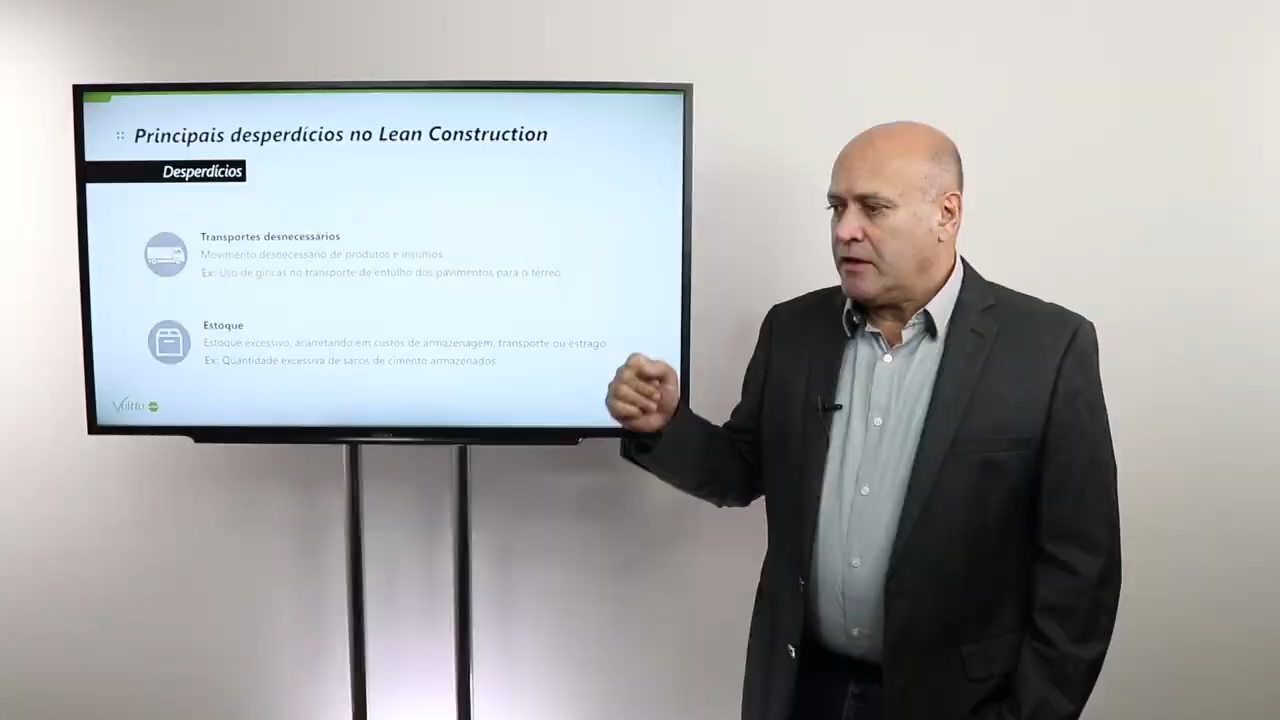 Principais desperdícios no Lean Construction
Desperdícios
Transportes desnecessários
Movimento desnecessário de produtos e insumos.
Ex: Uso de giricas no transporte de entulho dos pavimentos para o térreo.
Estoque
Estoque excessivo, acarretando em custos de armazenagem, transporte ou estrago
Ex: Quantidade excessiva de sacos de cimento armazenados.
Voitto